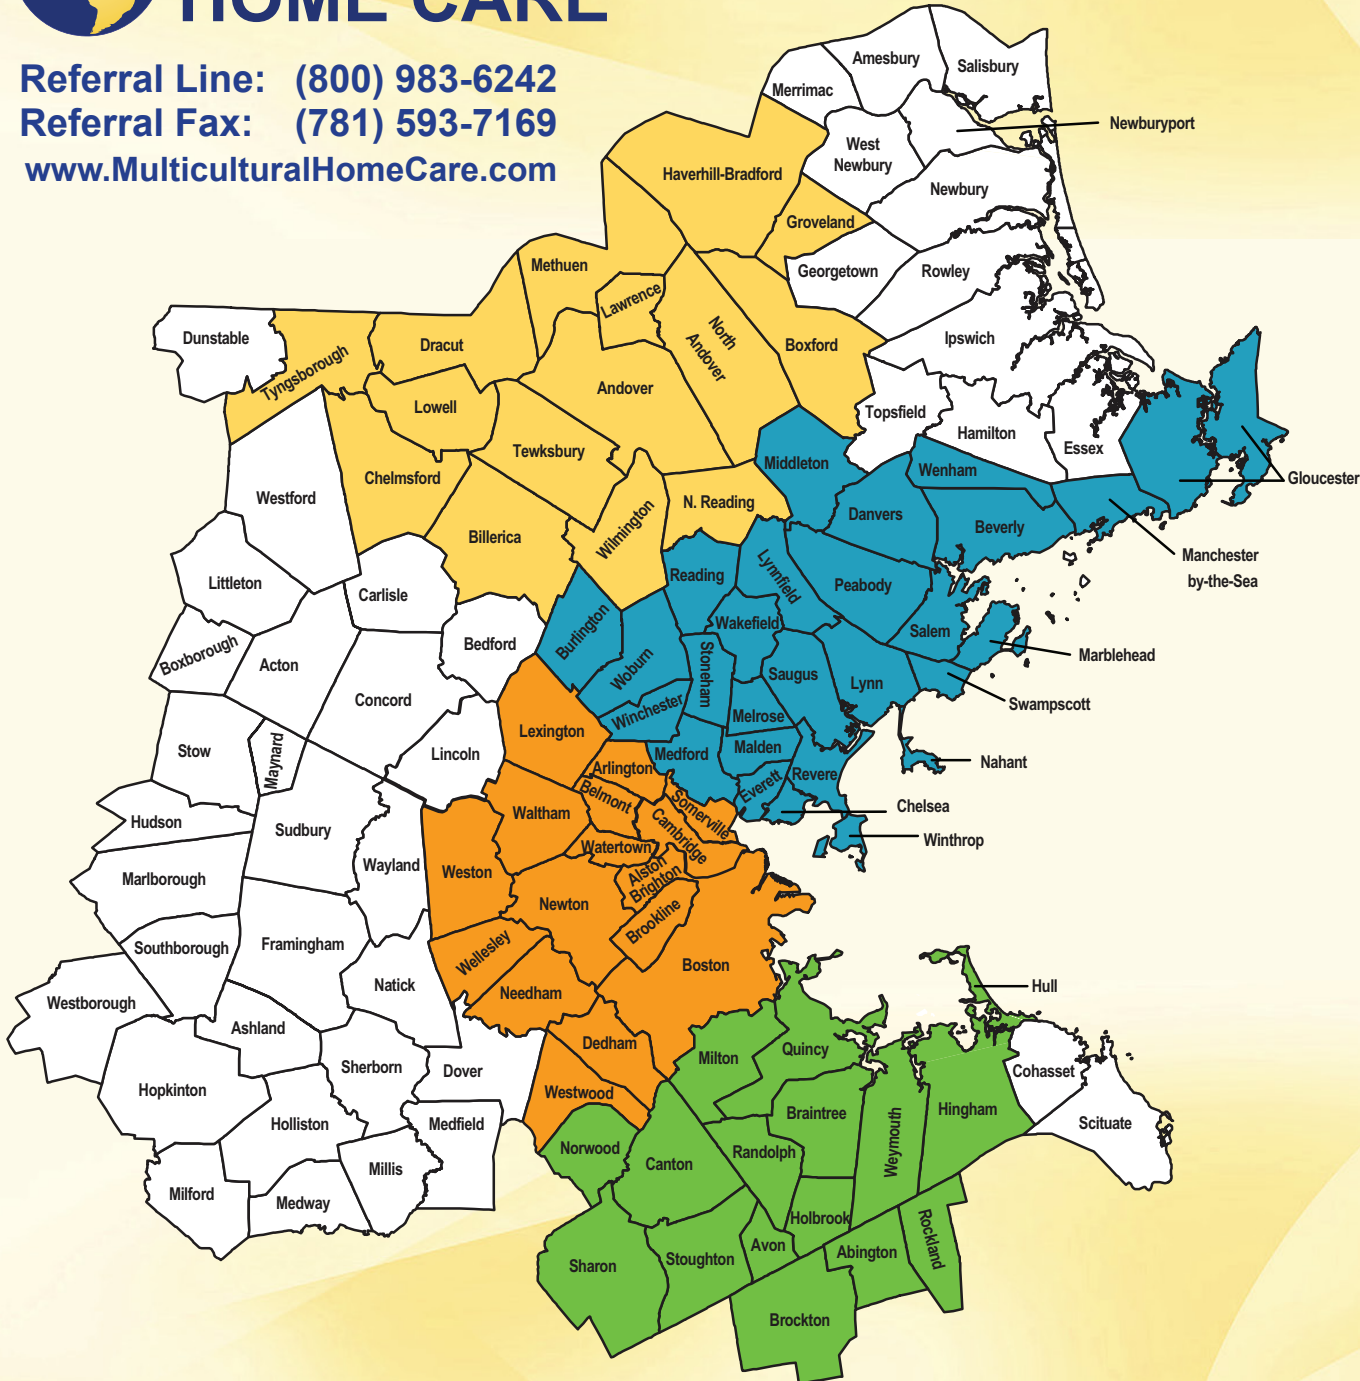 HOME CARE
Referral Line: (800) 983-6242
Referral Fax: (781) 593-7169
www.MulticulturalHomeCare.com
Amesbury
Salisbury
Merrimac
Newburyport
West
Newbury
Haverhill-Bradford
Newbury
Groveland
Methuen
Georgetown
Rowley
Lawrence
Dunstable
Tyngsborough
Dracut
North
Andover
Boxford
Ipswich
Andover
Lowell
Topsfield
Hamilton
Essex
Tewksbury
Middleton
Wenham
Chelmsford
Gloucester
Westford
N. Reading
Danvers
Beverly
Billerica
Wilmington
Manchester
by-the-Sea
Littleton
Carlisle
Reading
Lynnfield
Peabody
Burlington
Wakefield
Salem
Boxborough
Acton
Bedford
Woburn
Stoneham
Marblehead
Saugus
Lynn
Swampscott
Concord
Winchester
Melrose
Lexington
Stow
Maynard
Lincoln
Medford
Malden
Nahant
Arlington
Everett
Revere
Belmont
Somerville
Chelsea
Hudson
Sudbury
Waltham
Cambridge
Winthrop
Watertown
Wayland
Weston
Alston
Brighton
Marlborough
Newton
Brookline
Southborough
Framingham
Wellesley
Boston
Natick
Needham
Hull
Westborough
Ashland
Dedham
Quincy
Milton
Sherborn
Dover
Cohasset
Hopkinton
Westwood
Braintree
Weymouth
Hingham
Holliston
Medfield
Scituate
Norwood
Randolph
Canton
Millis
Milford
Medway
Holbrook
Rockland
Avon
Abington
Sharon
Stoughton
Brockton